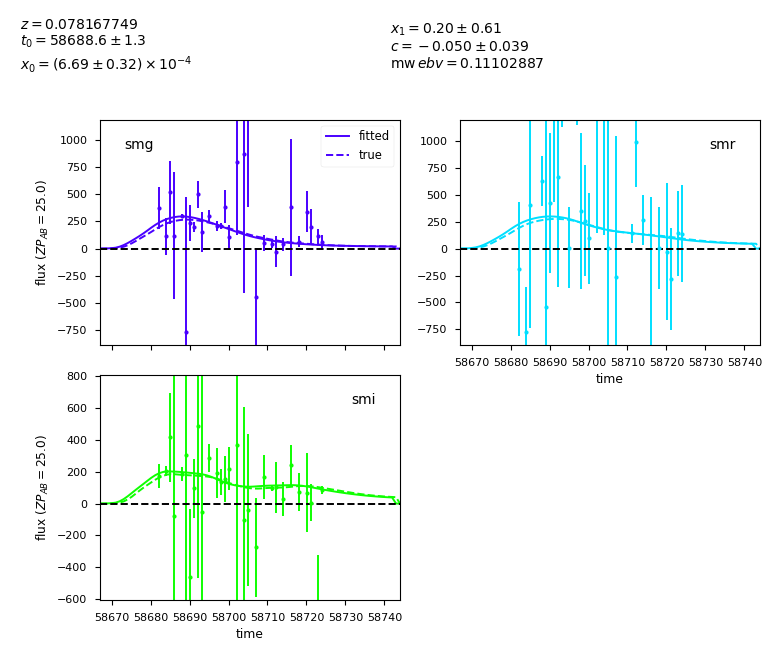 z = 0.078167749
t₀ = 58688.6 ± 1.3
x₀ = (6.69 ± 0.32) × 10⁻⁴
x₁ = 0.20 ± 0.61
c = −0.050 ± 0.039
mw ebv = 0.11102887
smg
fitted
true
1000
750
500
250
0
−250
−500
−750
flux (ZP_AB = 25.0)
smr
1000
750
500
250
0
−250
−500
−750
58670 58680 58690 58700 58710 58720 58730 58740
time
smi
800
600
400
200
0
−200
−400
−600
flux (ZP_AB = 25.0)
58670 58680 58690 58700 58710 58720 58730 58740
time